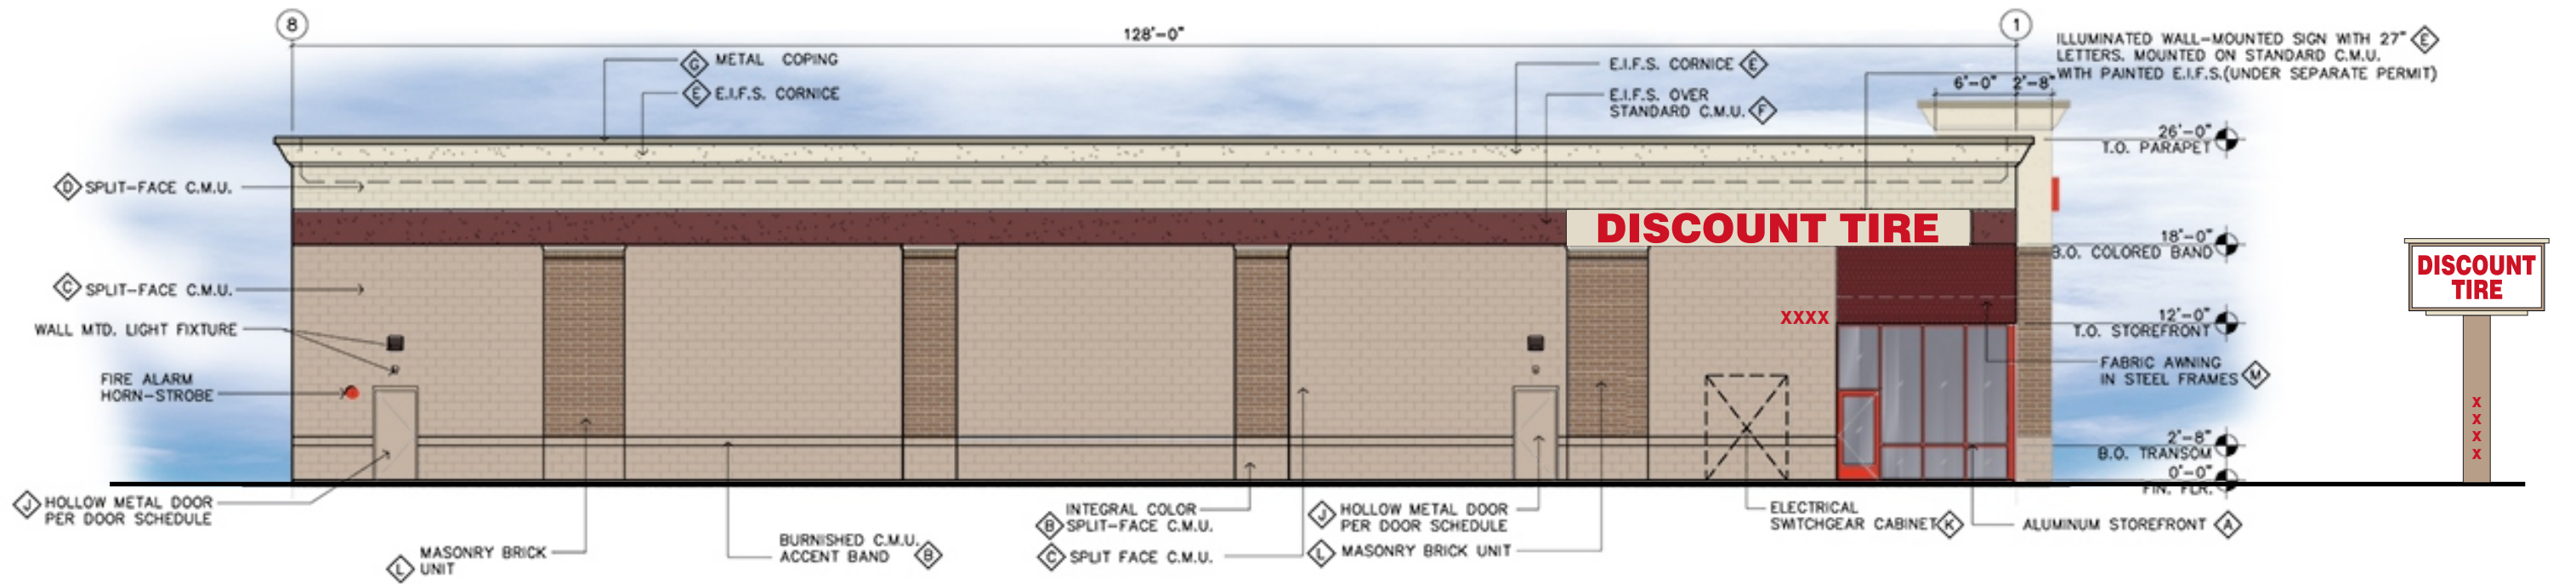 8
128'-0"
1
ILLUMINATED WALL-MOUNTED SIGN WITH 27" E
LETTERS, MOUNTED ON STANDARD C.M.U.
WITH PAINTED E.I.F.S.(UNDER SEPARATE PERMIT)
G METAL COPING
E E.I.F.S. CORNICE
E.I.F.S. CORNICE E
E.I.F.S. OVER
STANDARD C.M.U. F
6'-0" 2'-8"
26'-0"
T.O. PARAPET
D SPLIT-FACE C.M.U.
DISCOUNT TIRE
18'-0"
B.O. COLORED BAND
DISCOUNT
TIRE
C SPLIT-FACE C.M.U.
WALL MTD. LIGHT FIXTURE
XXXX
12'-0"
T.O. STOREFRONT
FABRIC AWNING
IN STEEL FRAMES M
FIRE ALARM
HORN-STROBE
X
X
X
X
2'-8"
B.O. TRANSOM
0'-0"
FIN. FLR.
J HOLLOW METAL DOOR
PER DOOR SCHEDULE
L MASONRY BRICK
UNIT
BURNISHED C.M.U.
ACCENT BAND B
INTEGRAL COLOR
B SPLIT-FACE C.M.U.
C SPLIT FACE C.M.U.
J HOLLOW METAL DOOR
PER DOOR SCHEDULE
L MASONRY BRICK UNIT
ELECTRICAL
SWITCHGEAR CABINET K
ALUMINUM STOREFRONT A